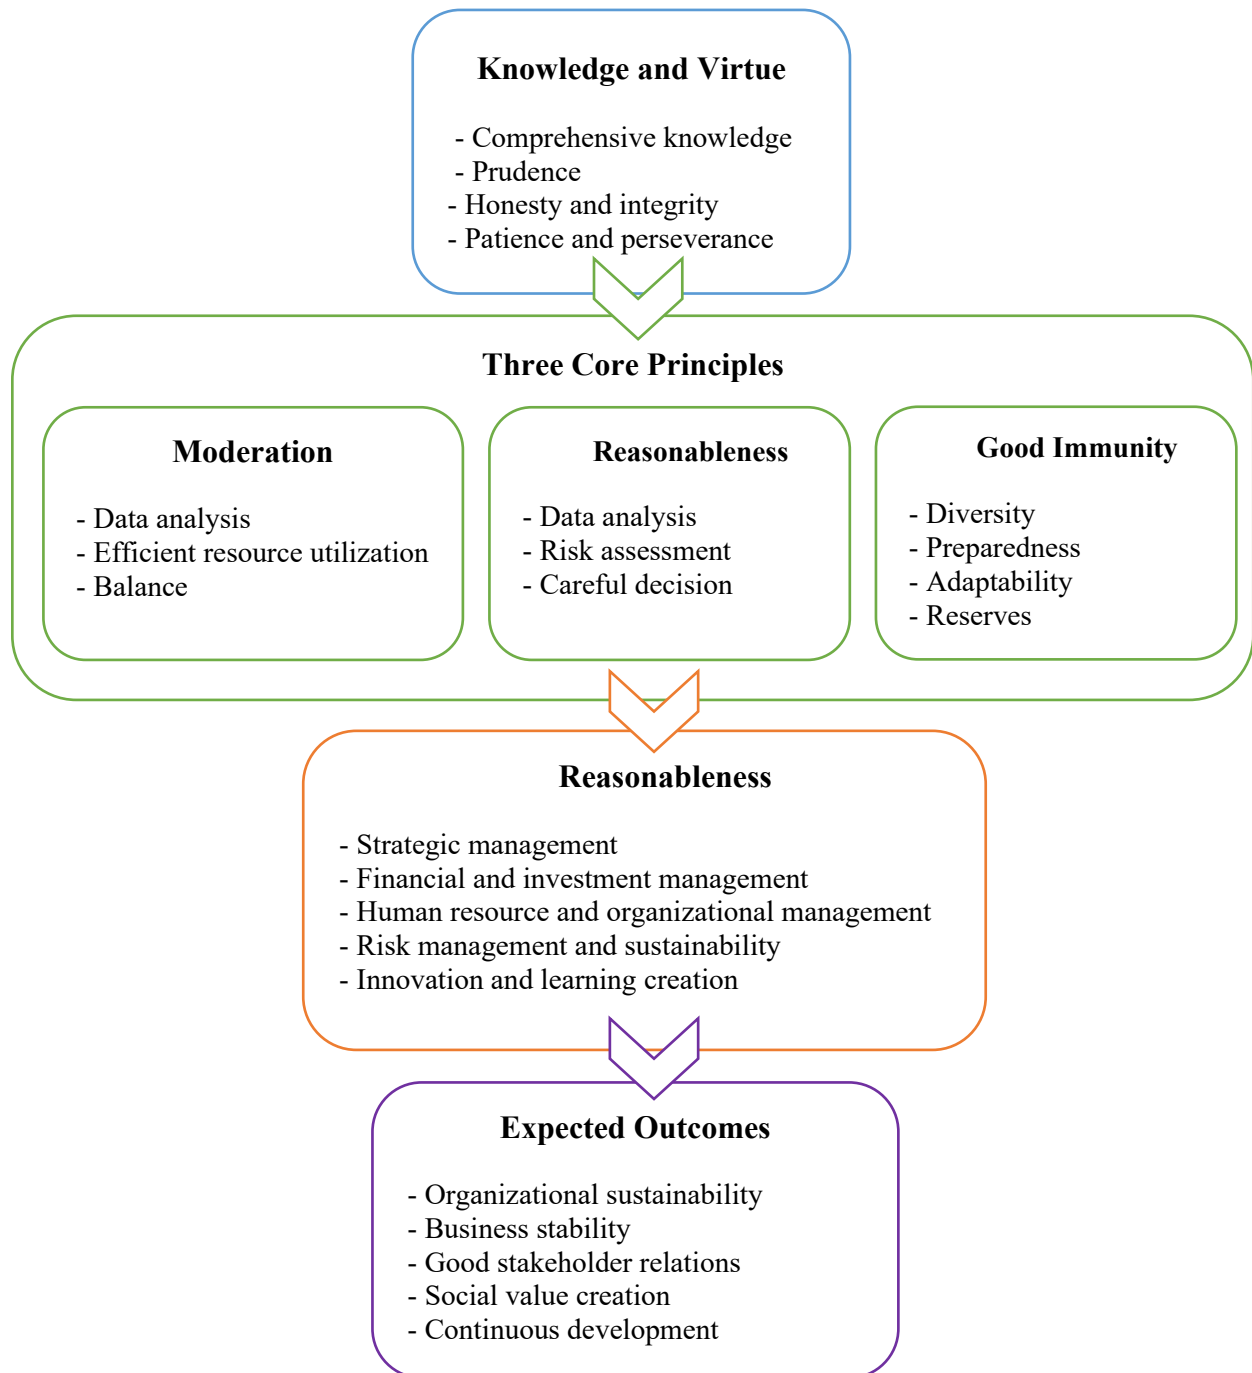 Knowledge and Virtue
- Comprehensive knowledge
- Prudence
- Honesty and integrity
- Patience and perseverance
Three Core Principles
Moderation
- Data analysis
- Efficient resource utilization
- Balance
Reasonableness
- Data analysis
- Risk assessment
- Careful decision
Good Immunity
- Diversity
- Preparedness
- Adaptability
- Reserves
Reasonableness
- Strategic management
- Financial and investment management
- Human resource and organizational management
- Risk management and sustainability
- Innovation and learning creation
Expected Outcomes
- Organizational sustainability
- Business stability
- Good stakeholder relations
- Social value creation
- Continuous development